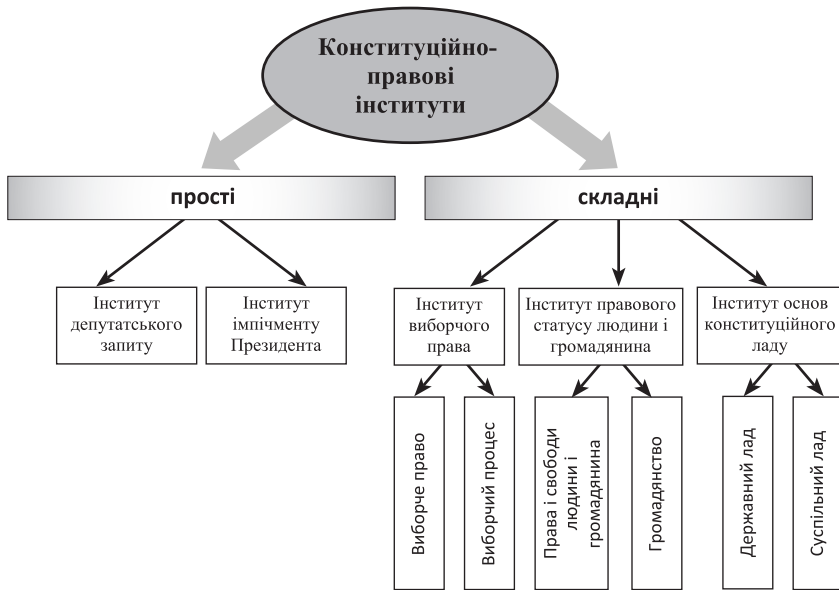 Конституційно-
правові
інститути
прості
складні
Інститут
депутатського
запиту
Інститут
імпічменту
Президента
Інститут
виборчого
права
Інститут правового
статусу людини і
громадянина
Інститут основ
конституційного
ладу
Виборче право
Виборчий процес
Права і свободи
людини і
громадянина
Громадянство
Державний лад
Суспільний лад